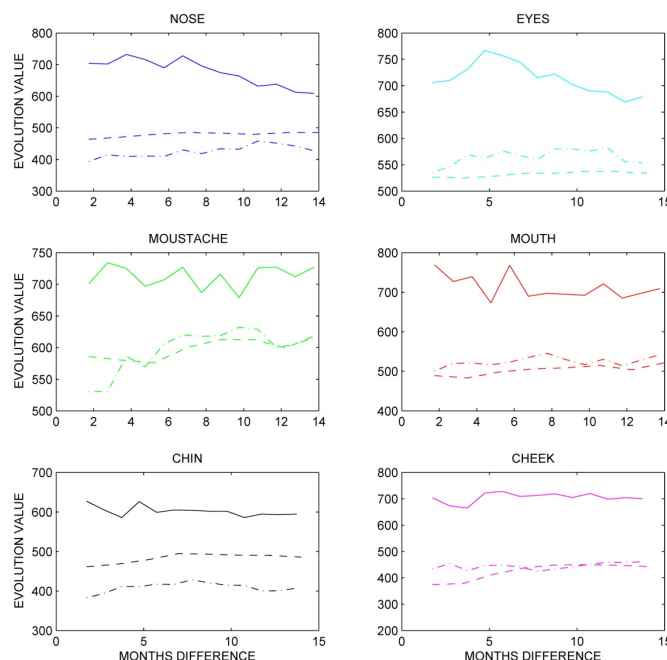 NOSE
EYES
EVOLUTION VALUE
800
700
600
500
400
300
2 4 6 8 10 12 14
800
750
700
650
600
550
500
0 5 10 15
MOUSTACHE
MOUTH
EVOLUTION VALUE
750
700
650
600
550
500
0 2 4 6 8 10 12 14
800
700
600
500
400
0 2 4 6 8 10 12 14
CHIN
CHEEK
EVOLUTION VALUE
700
600
500
400
300
0 5 10 15
MONTHS DIFFERENCE
800
700
600
500
400
300
200
0 5 10 15
MONTHS DIFFERENCE